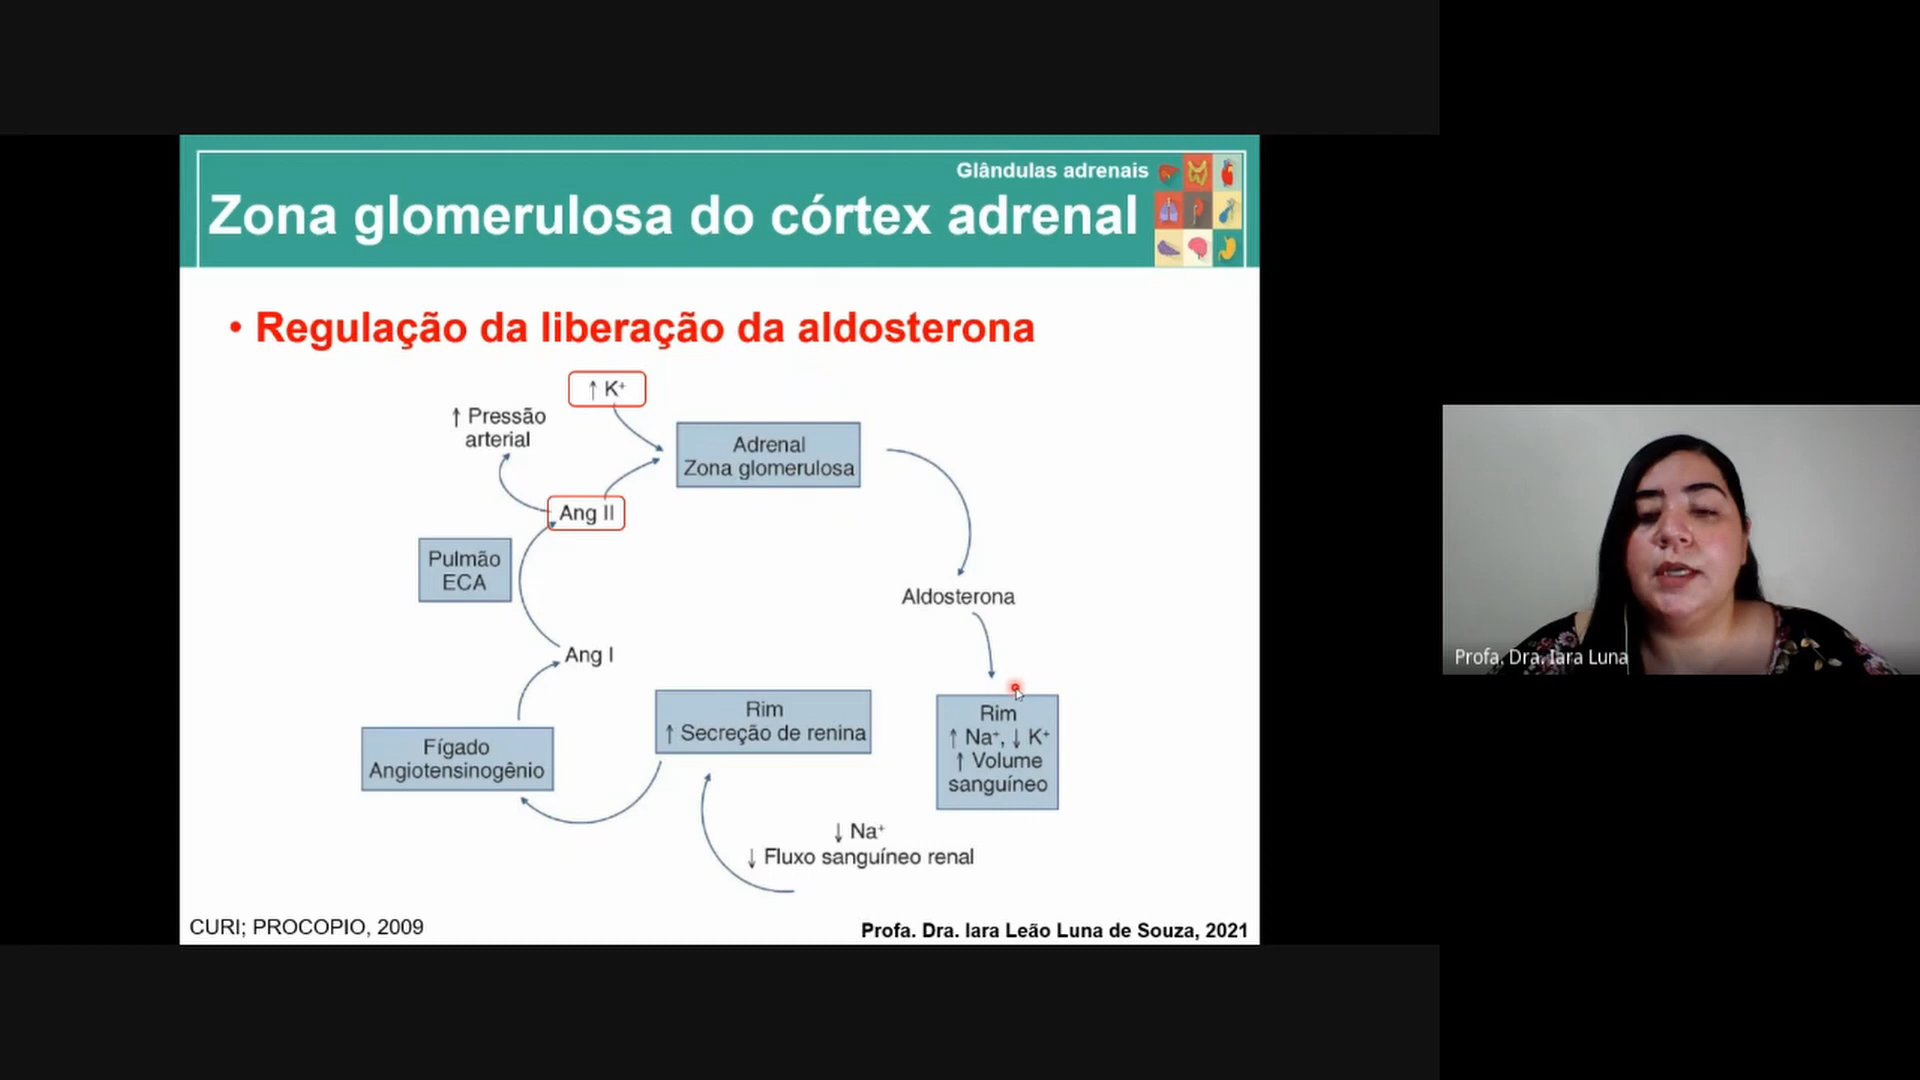 Glândulas adrenais
Zona glomerulosa do córtex adrenal
• Regulação da liberação da aldosterona
↑ K⁺
↑ Pressão
arterial
Adrenal
Zona glomerulosa
Ang II
Pulmão
ECA
Aldosterona
Ang I
Rim
↑ Secreção de renina
Rim
↑ Na⁺, ↓ K⁺
↑ Volume
sanguíneo
Fígado
Angiotensinogênio
↓ Na⁺
↓ Fluxo sanguíneo renal
CURI; PROCOPIO, 2009
Profa. Dra. Iara Leão Luna de Souza, 2021
Profa. Dra. Iara Luna